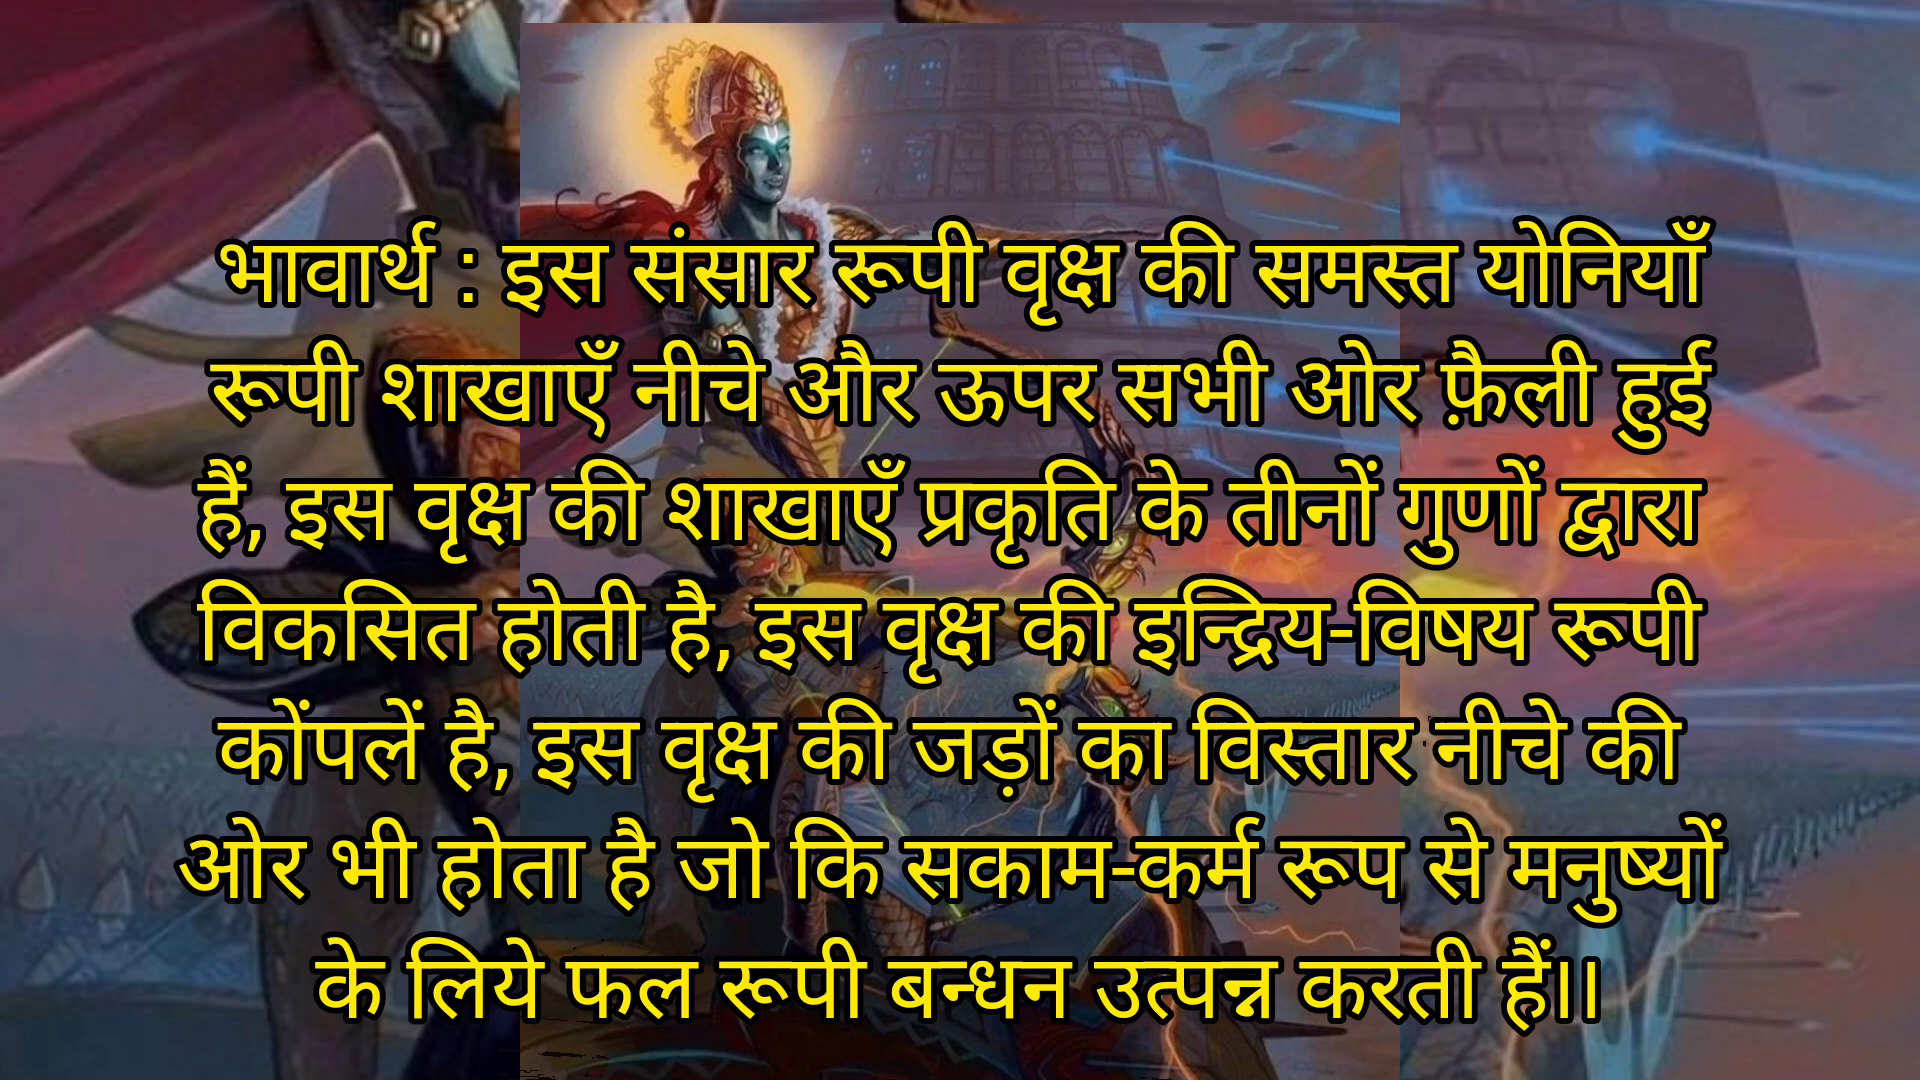 भावार्थ : इस संसार रूपी वृक्ष की समस्त योनियाँ
रूपी शाखाएँ नीचे और ऊपर सभी ओर फ़ैली हुई
हैं, इस वृक्ष की शाखाएँ प्रकृति के तीनों गुणों द्वारा
विकसित होती है, इस वृक्ष की इन्द्रिय-विषय रूपी
कोंपलें है, इस वृक्ष की जड़ों का विस्तार नीचे की
ओर भी होता है जो कि सकाम-कर्म रूप से मनुष्यों
के लिये फल रूपी बन्धन उत्पन्न करती हैं।।